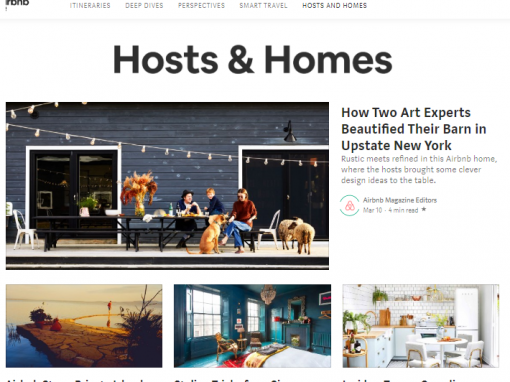 irbnb
ITINERARIES DEEP DIVES PERSPECTIVES SMART TRAVEL HOSTS AND HOMES
Hosts & Homes
How Two Art Experts
Beautified Their Barn in
Upstate New York
Rustic meets refined in this Airbnb home,
where the hosts brought some clever
design ideas to the table.
Airbnb Magazine Editors
Mar 10 · 4 min read ★